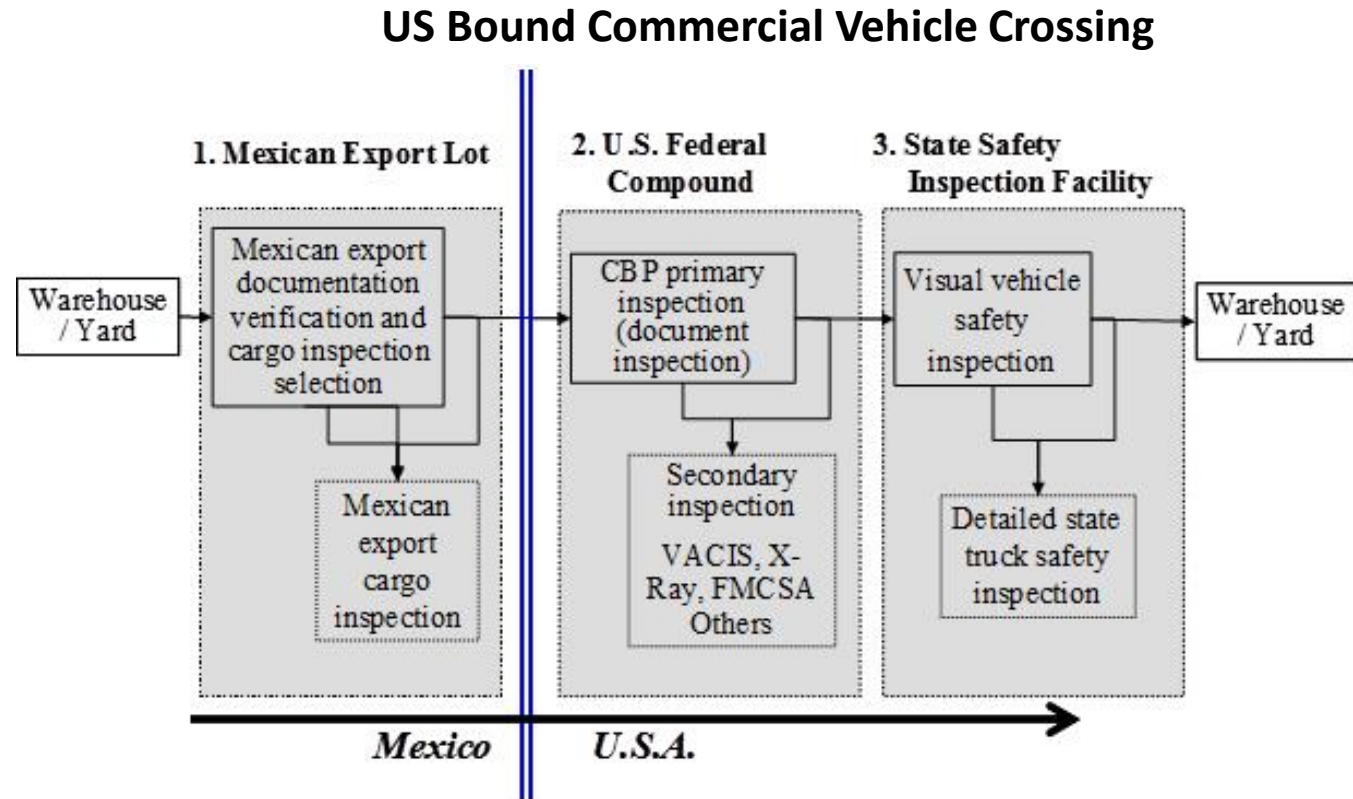 US Bound Commercial Vehicle Crossing
1. Mexican Export Lot
2. U.S. Federal
Compound
3. State Safety
Inspection Facility
Warehouse
/ Yard
Mexican export
documentation
verification and
cargo inspection
selection
CBP primary
inspection
(document
inspection)
Visual vehicle
safety
inspection
Warehouse
/ Yard
Mexican
export
cargo
inspection
Secondary
inspection
VACIS, X-
Ray, FMCSA
Others
Detailed state
truck safety
inspection
Mexico
U.S.A.